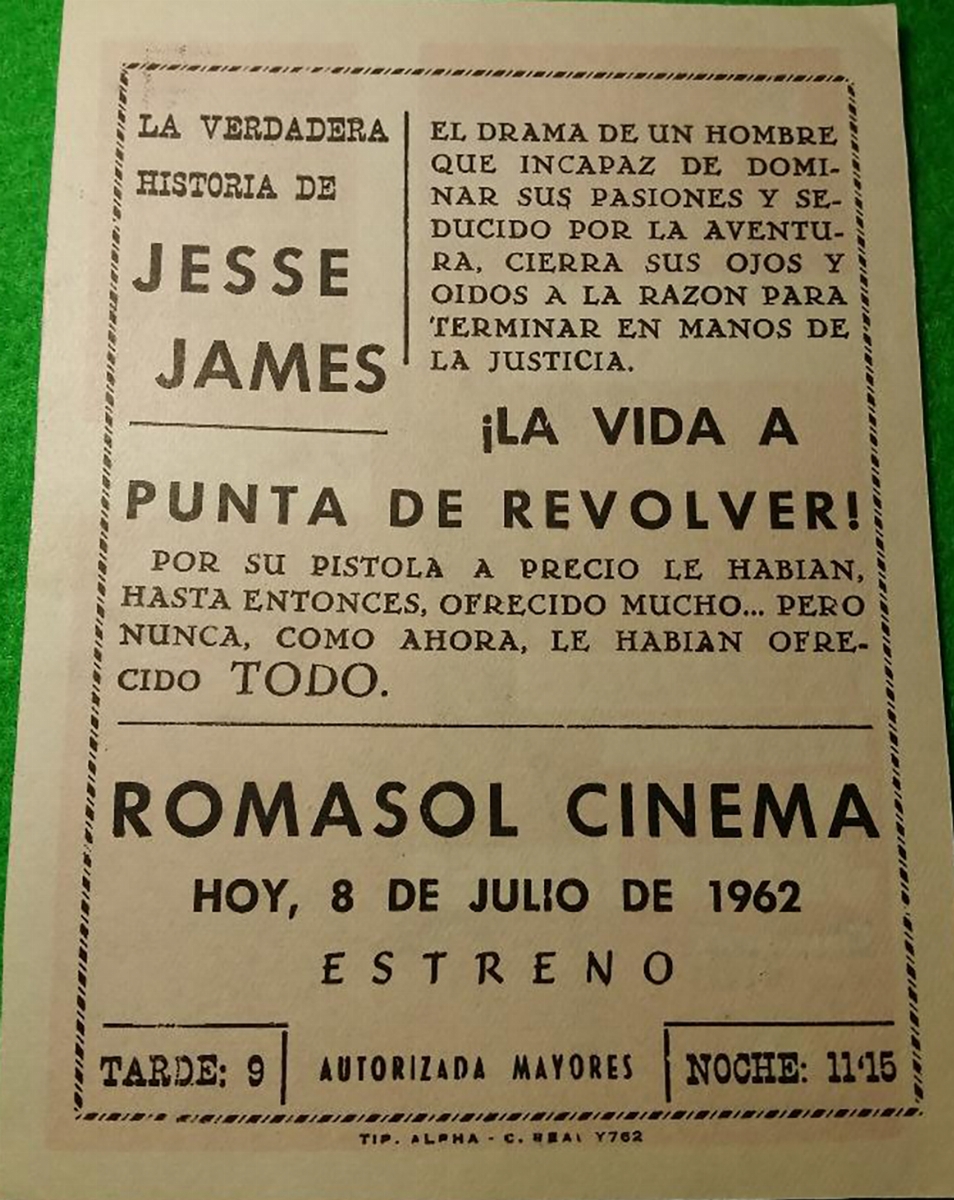 LA VERDADERA
HISTORIA DE
JESSE
JAMES
EL DRAMA DE UN HOMBRE
QUE INCAPAZ DE DOMI-
NAR SUS PASIONES Y SE-
DUCIDO POR LA AVENTU-
RA, CIERRA SUS OJOS Y
OIDOS A LA RAZON PARA
TERMINAR EN MANOS DE
LA JUSTICIA.
¡LA VIDA A
PUNTA DE REVOLVER!
POR SU PISTOLA A PRECIO LE HABIAN,
HASTA ENTONCES, OFRECIDO MUCHO... PERO
NUNCA, COMO AHORA, LE HABIAN OFRE-
CIDO TODO.
ROMASOL CINEMA
HOY, 8 DE JULIO DE 1962
ESTRENO
TARDE: 9
AUTORIZADA MAYORES
NOCHE: 11'15
TIP. ALPHA - C. REAL Y762